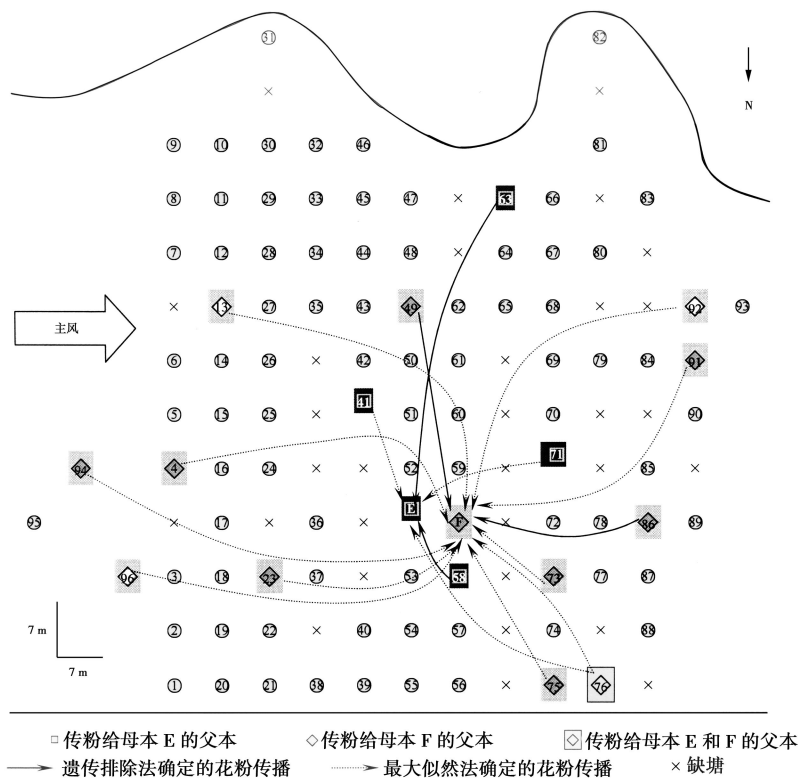 31 82
× ×
N
9 10 30 32 46 81
8 11 29 33 45 47 × 63 66 × 83
7 12 28 34 44 48 × 64 67 80 ×
× 13 27 35 43 49 62 65 68 × × 92 93
主风
6 14 26 × 42 50 61 × 69 79 84 91
41
5 15 25 × 51 60 × 70 × × 90
71
94 4 16 24 × × 52 59 × × 85 ×
E
95 × 17 × 36 × F × 72 78 86 89
96 3 18 23 37 × 53 58 × 73 77 87
7 m
2 19 22 × 40 54 57 × 74 × 88
7 m
1 20 21 38 39 55 56 × 75 76 ×
传粉给母本 E 的父本 传粉给母本 F 的父本 传粉给母本 E 和 F 的父本
遗传排除法确定的花粉传播 最大似然法确定的花粉传播 × 缺塘